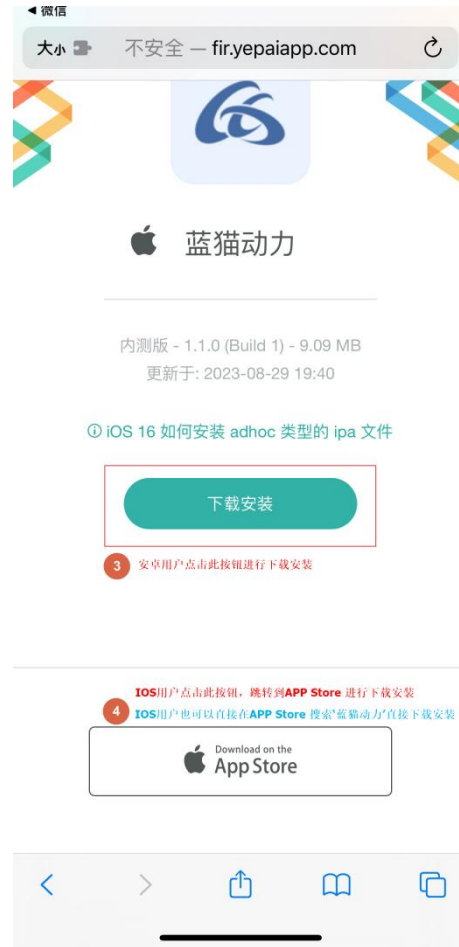 ◀ 微信
大小 不安全 — fir.yepaiapp.com
蓝猫动力
内测版 - 1.1.0 (Build 1) - 9.09 MB
更新于: 2023-08-29 19:40
iOS 16 如何安装 adhoc 类型的 ipa 文件
下载安装
3 安卓用户点击此按钮进行下载安装
IOS用户点击此按钮，跳转到APP Store 进行下载安装
4 IOS用户也可以直接在APP Store 搜索'蓝猫动力'直接下载安装
Download on the
App Store